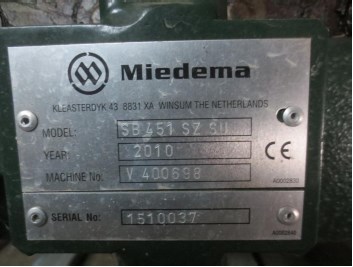 Miedema
KLEASTERDYK 43 8831 XA WINSUM THE NETHERLANDS
MODEL: SB 451 SZ SU
YEAR: 2010
CE
MACHINE No: V 400698
SERIAL No: 1510037